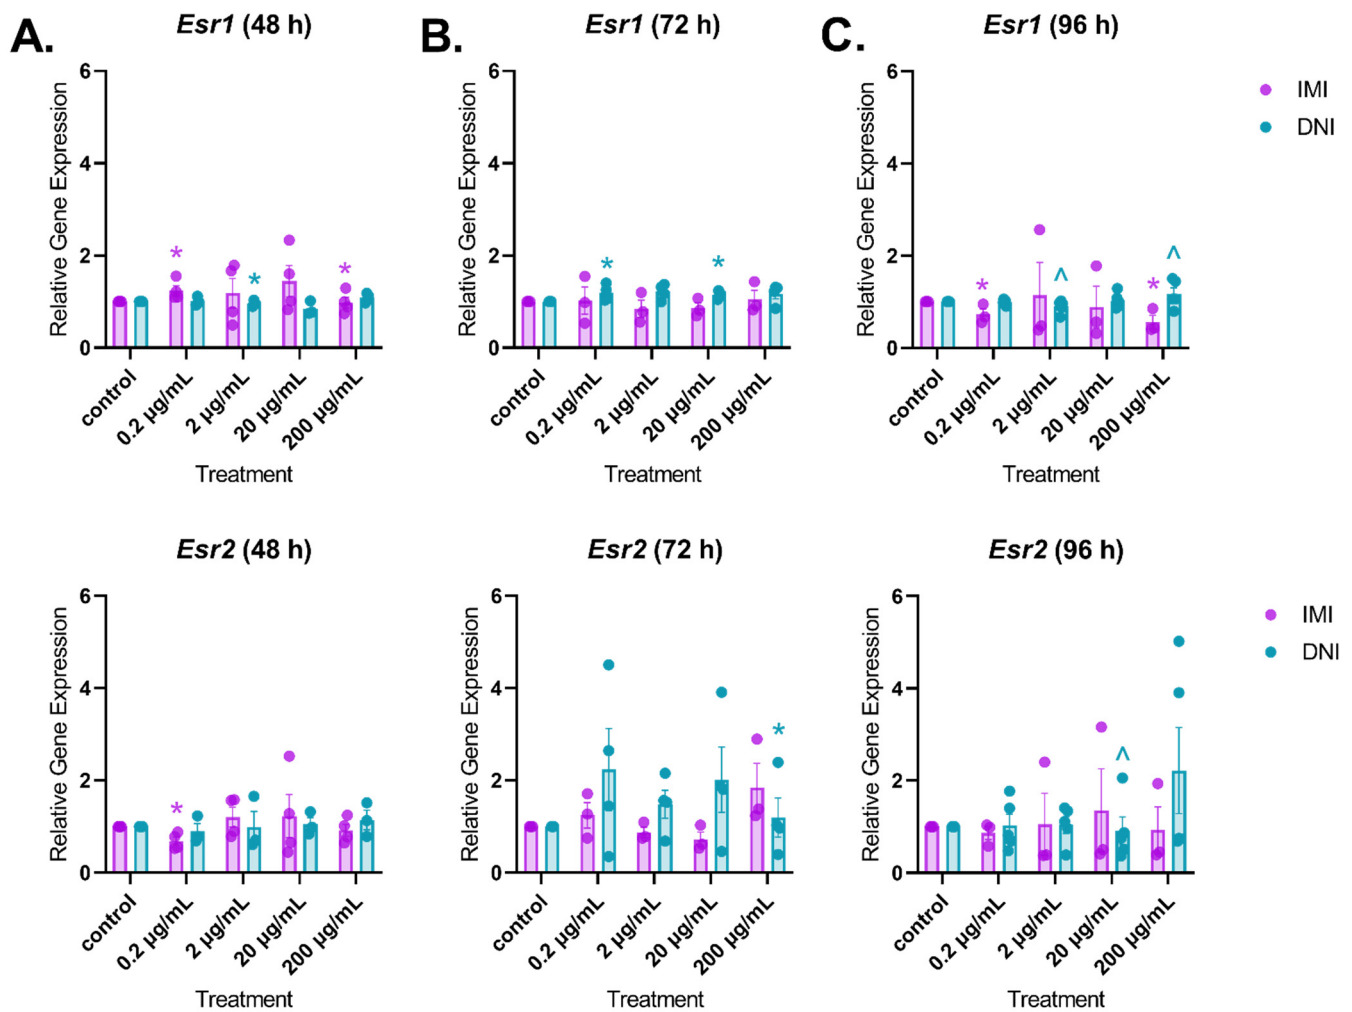 A.
Esr1 (48 h)
Relative Gene Expression
6
4
2
0
*
*
*
control
0.2 µg/mL
2 µg/mL
20 µg/mL
200 µg/mL
Treatment
B.
Esr1 (72 h)
Relative Gene Expression
6
4
2
0
*
*
control
0.2 µg/mL
2 µg/mL
20 µg/mL
200 µg/mL
Treatment
C.
Esr1 (96 h)
Relative Gene Expression
6
4
2
0
*
^
*
^
control
0.2 µg/mL
2 µg/mL
20 µg/mL
200 µg/mL
Treatment
IMI
DNI
Esr2 (48 h)
Relative Gene Expression
6
4
2
0
*
control
0.2 µg/mL
2 µg/mL
20 µg/mL
200 µg/mL
Treatment
Esr2 (72 h)
Relative Gene Expression
6
4
2
0
*
control
0.2 µg/mL
2 µg/mL
20 µg/mL
200 µg/mL
Treatment
Esr2 (96 h)
Relative Gene Expression
6
4
2
0
^
control
0.2 µg/mL
2 µg/mL
20 µg/mL
200 µg/mL
Treatment
IMI
DNI